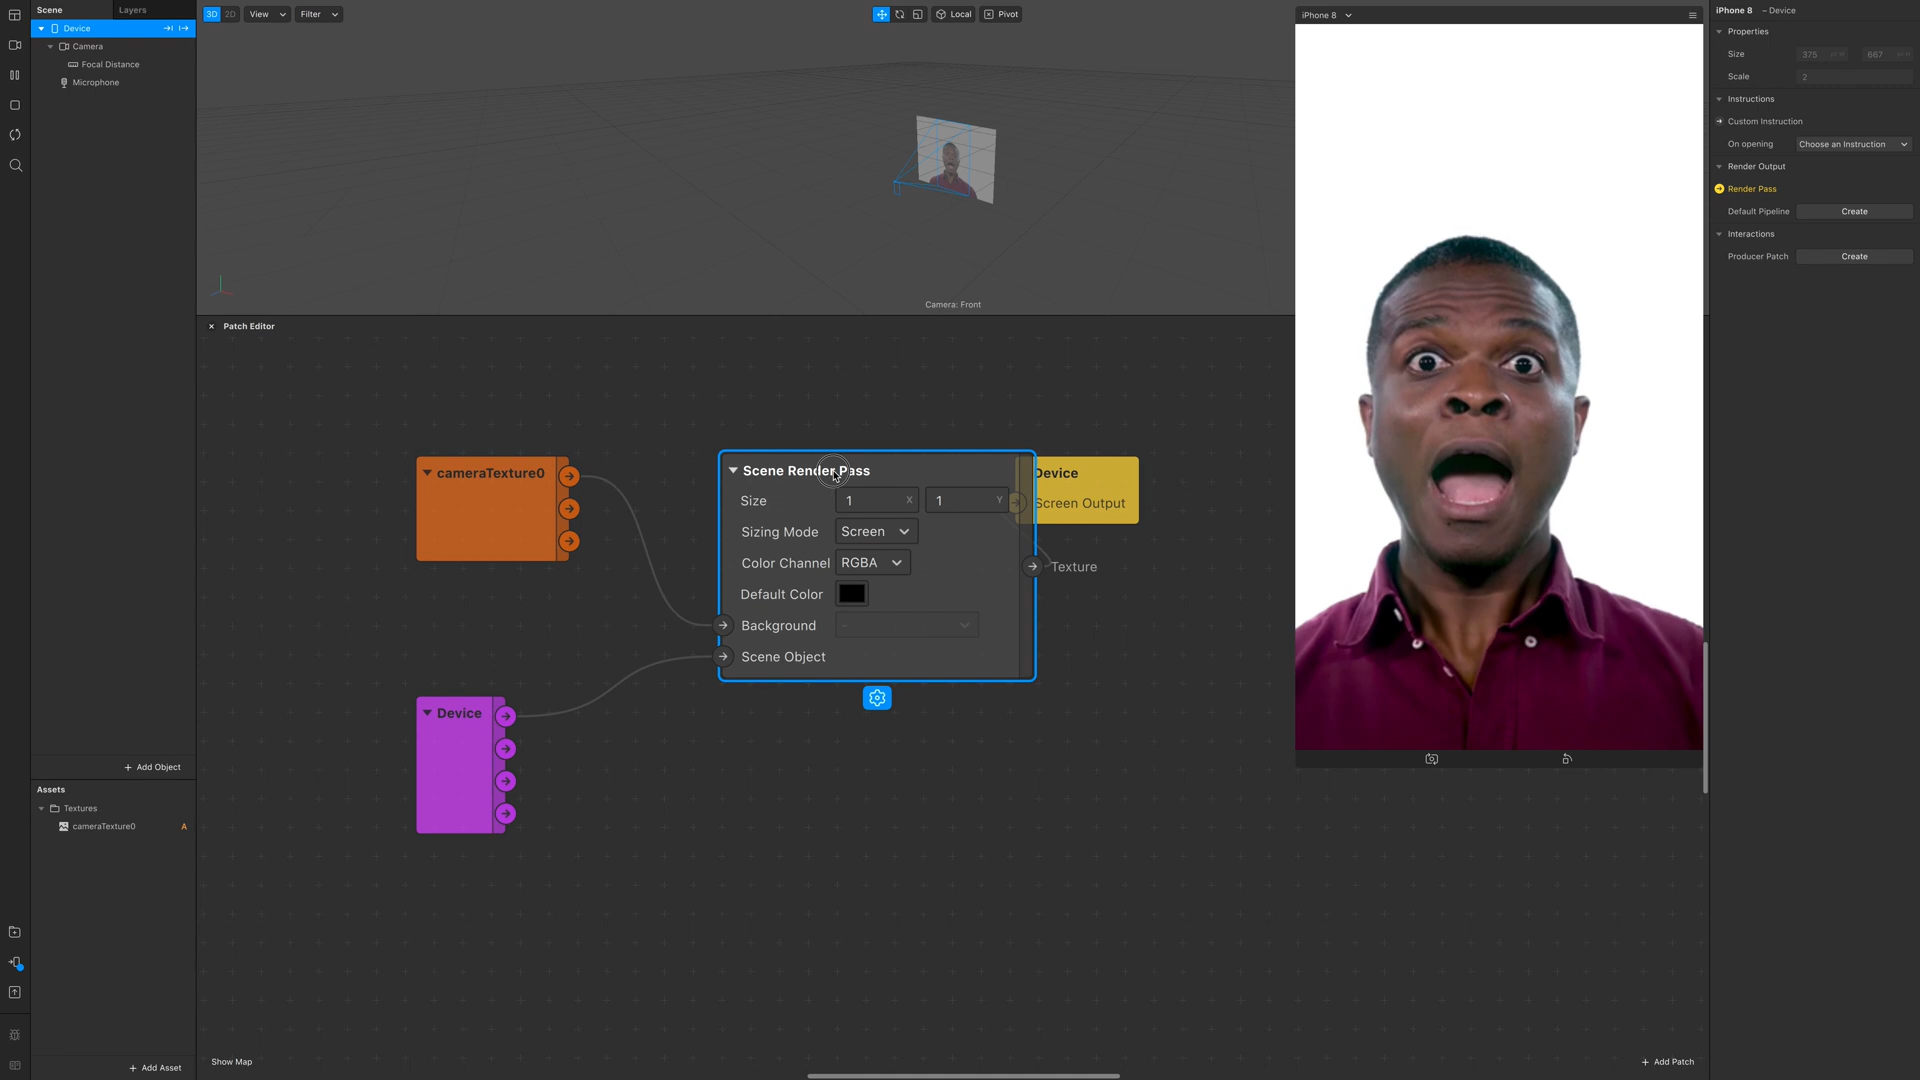 Scene
Layers
Device
Camera
Focal Distance
Microphone
+ Add Object
Assets
Textures
cameraTexture0 A
+ Add Asset
3D 2D View Filter
Local Pivot
Camera: Front
× Patch Editor
cameraTexture0
Device
Scene Render Pass
Size 1 X 1 Y
Sizing Mode Screen
Color Channel RGBA
Default Color
Background -
Scene Object
Texture
Device
Screen Output
Show Map
+ Add Patch
iPhone 8
iPhone 8 – Device
Properties
Size 375 667
Scale 2
Instructions
Custom Instruction
On opening Choose an Instruction
Render Output
Render Pass
Default Pipeline Create
Interactions
Producer Patch Create